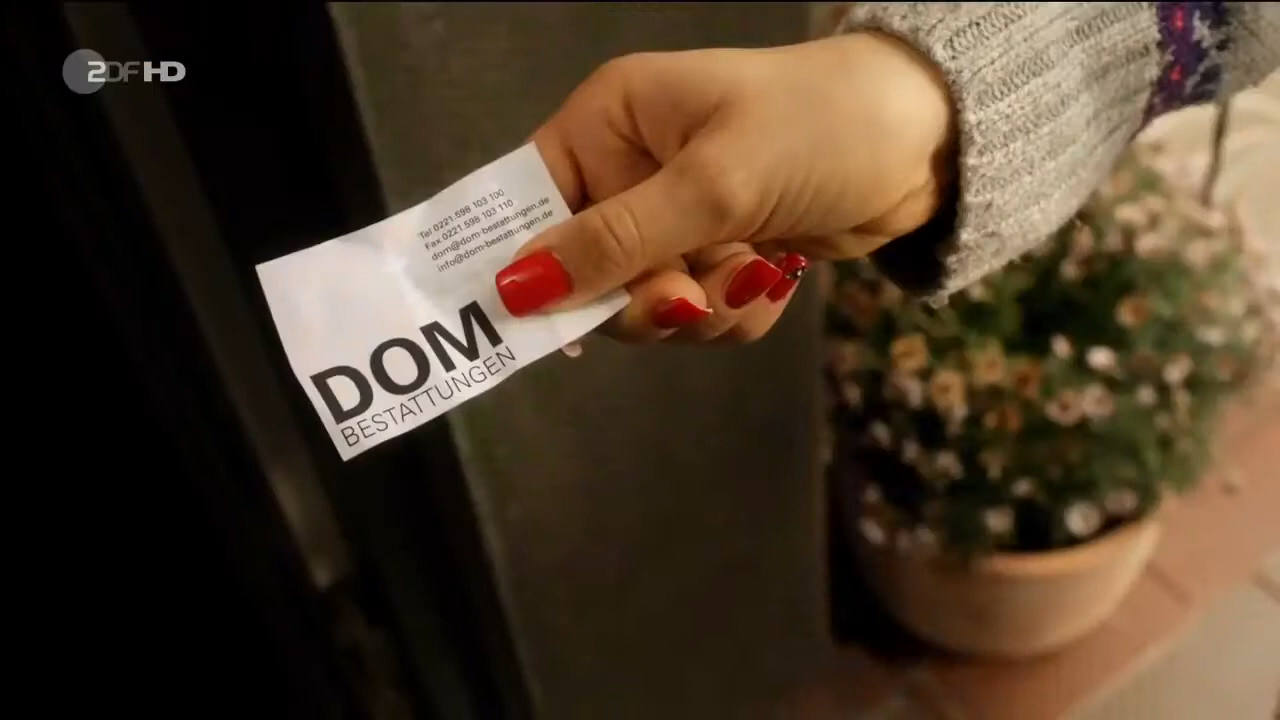 ZDF HD
Tel 0221.598 103 100
Fax 0221.598 103 110
dom@dom-bestattungen.de
info@dom-bestattungen.de
DOM
BESTATTUNGEN